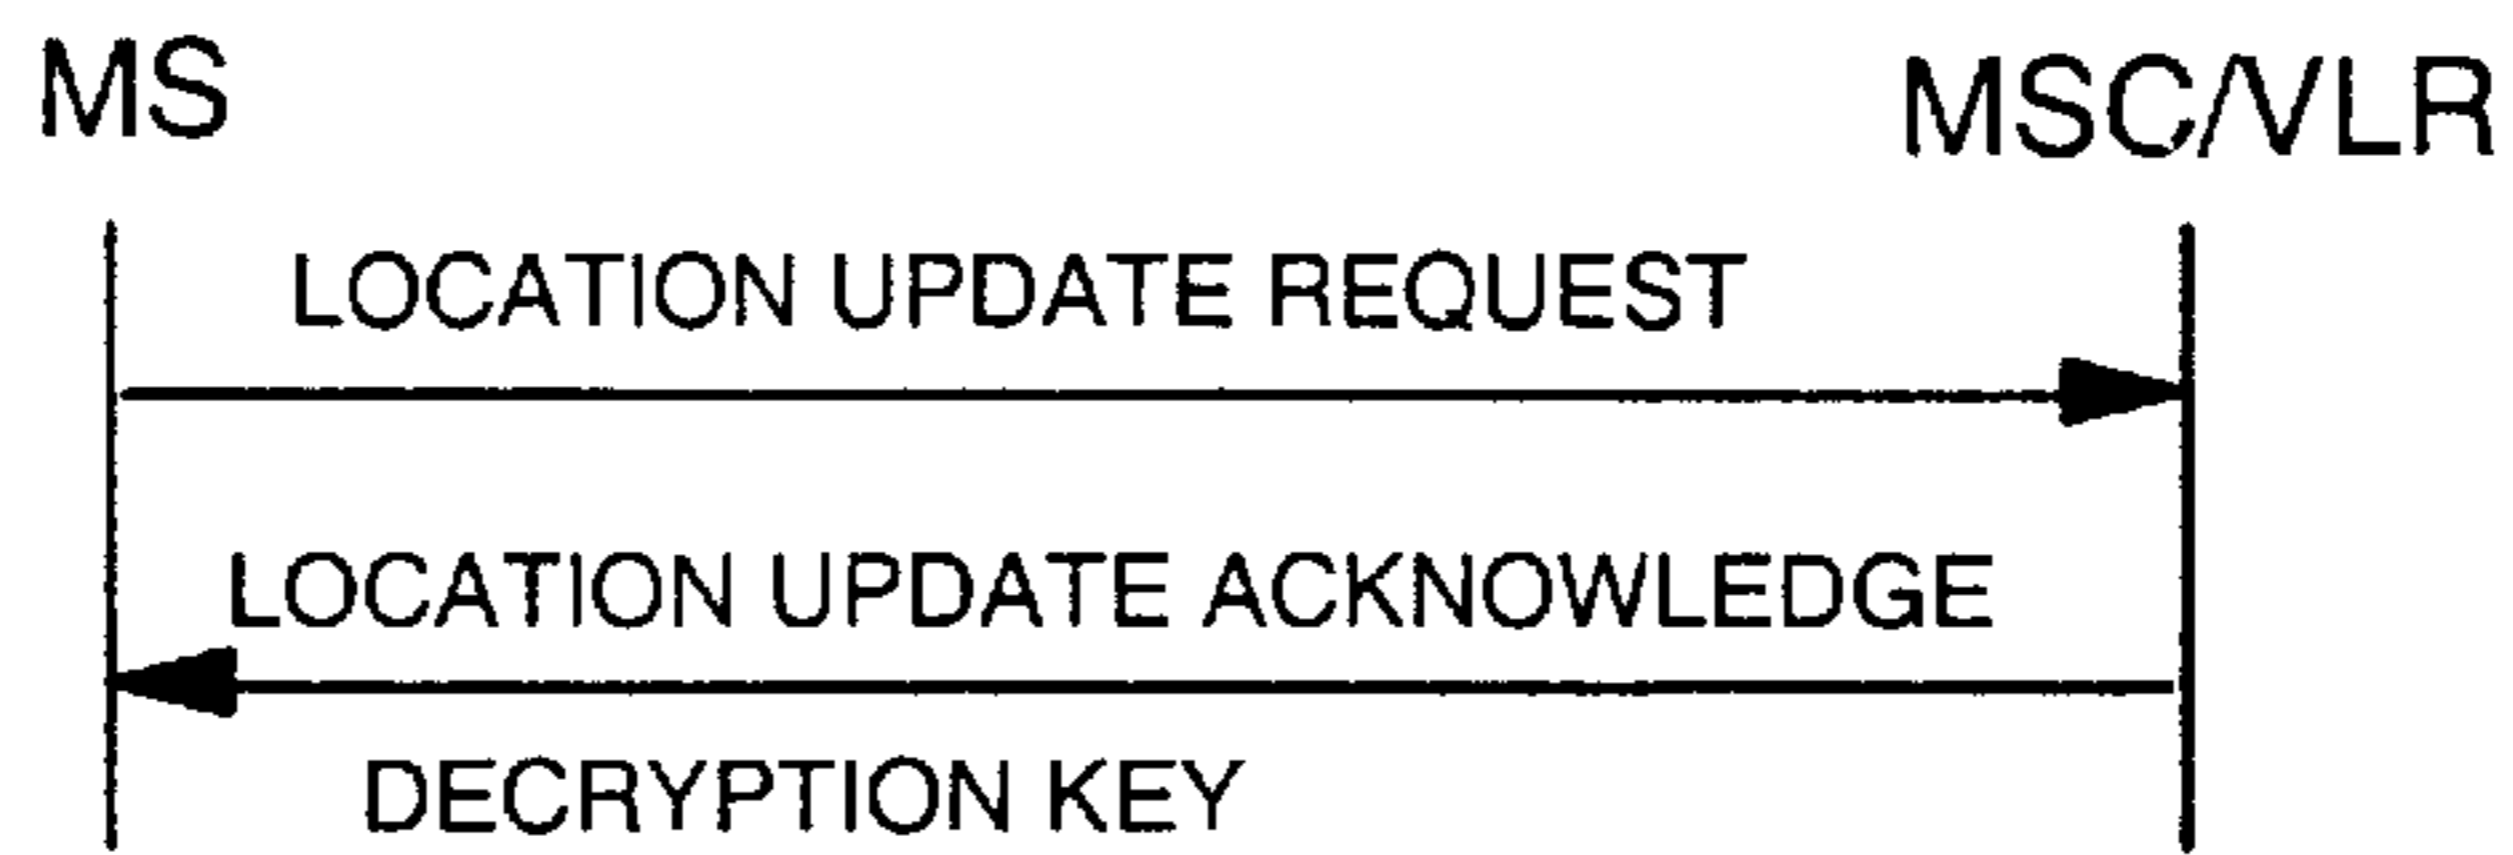 MS
MSC/VLR
LOCATION UPDATE REQUEST
LOCATION UPDATE ACKNOWLEDGE
DECRYPTION KEY